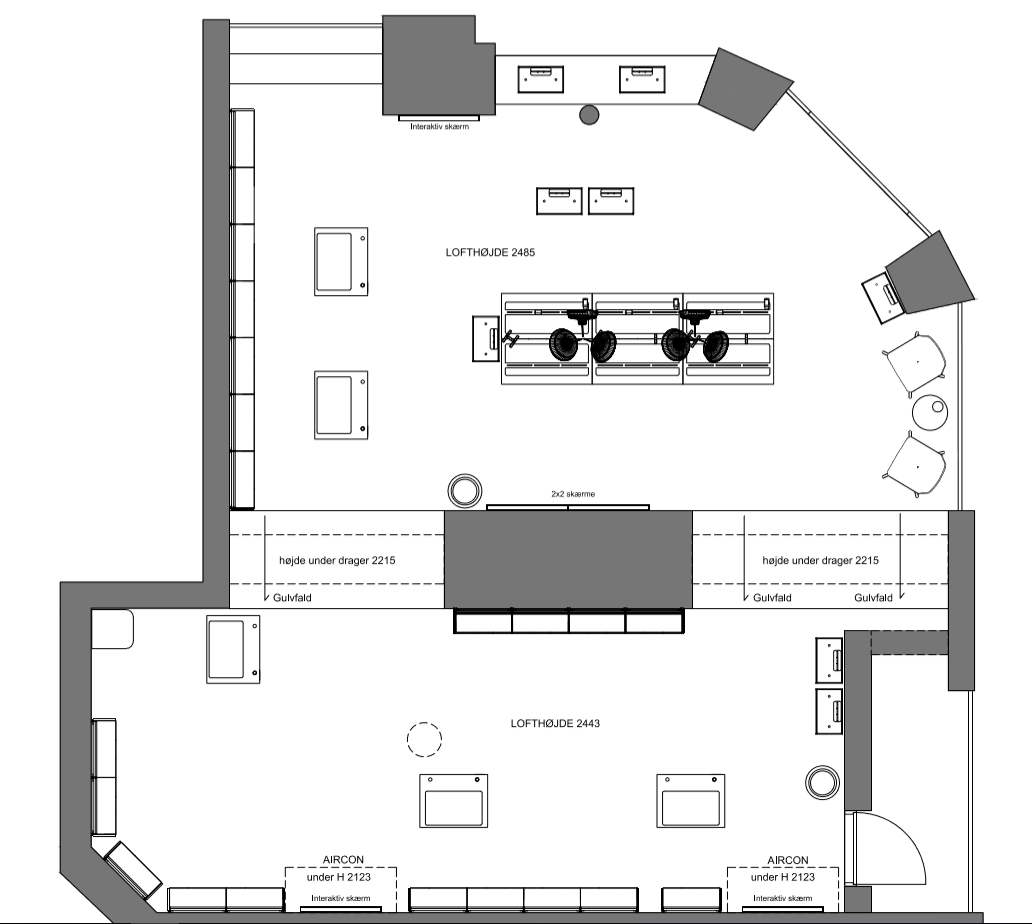 Interaktiv skærm
LOFTHØJDE 2485
2x2 skærme
højde under drager 2215
højde under drager 2215
Gulvfald
Gulvfald
Gulvfald
LOFTHØJDE 2443
AIRCON
under H 2123
Interaktiv skærm
AIRCON
under H 2123
Interaktiv skærm